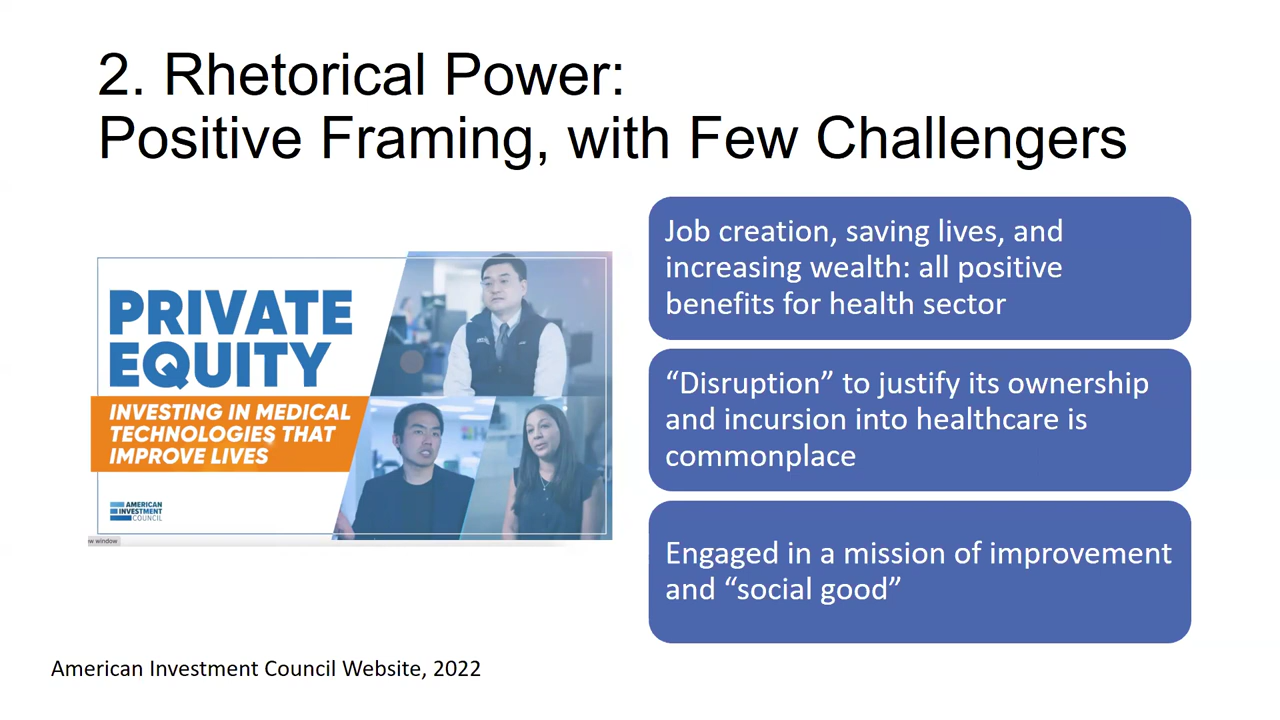 2. Rhetorical Power:
Positive Framing, with Few Challengers
PRIVATE
EQUITY
INVESTING IN MEDICAL
TECHNOLOGIES THAT
IMPROVE LIVES
AMERICAN
INVESTMENT
COUNCIL
w window
Job creation, saving lives, and
increasing wealth: all positive
benefits for health sector
“Disruption” to justify its ownership
and incursion into healthcare is
commonplace
Engaged in a mission of improvement
and “social good”
American Investment Council Website, 2022